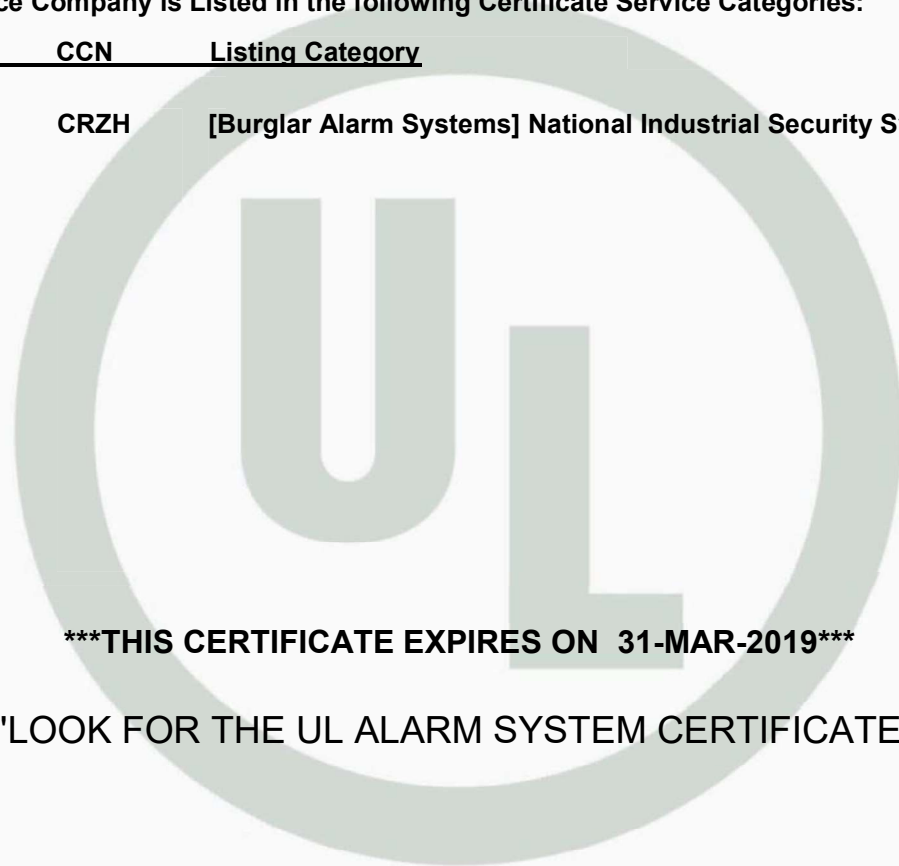 ce Company is Listed in the following Certificate Service Categories:
CCN Listing Category
CRZH [Burglar Alarm Systems] National Industrial Security
UL
***THIS CERTIFICATE EXPIRES ON 31-MAR-2019***
"LOOK FOR THE UL ALARM SYSTEM CERTIFICATE